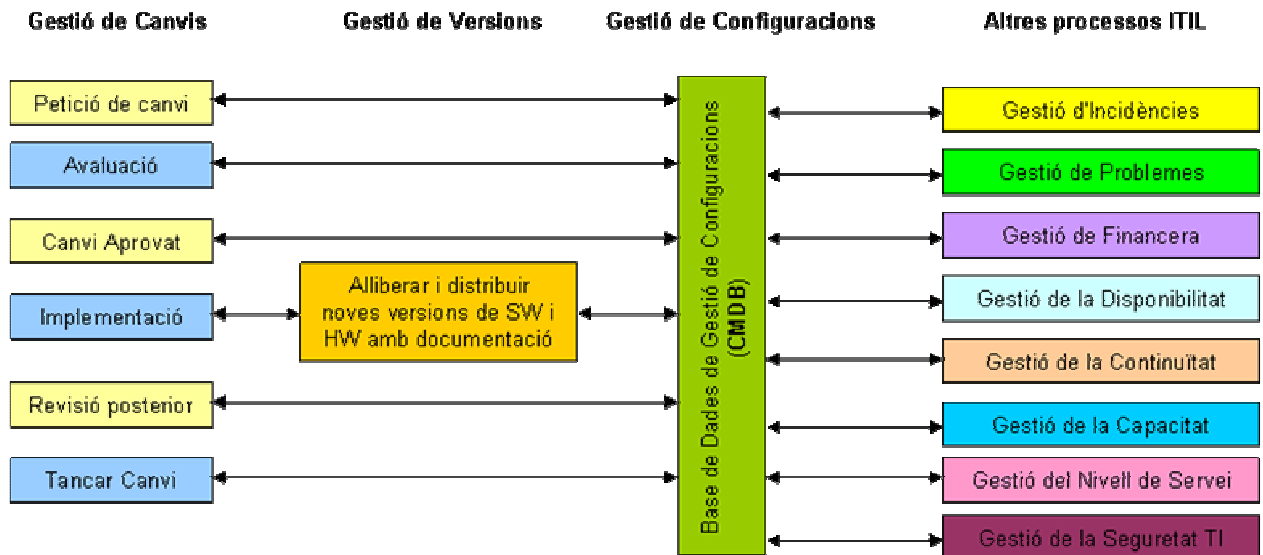 Gestió de Canvis
Gestió de Versions
Gestió de Configuracions
Altres processos ITIL
Petició de canvi
Avaluació
Canvi Aprovat
Implementació
Revisió posterior
Tancar Canvi
Alliberar i distribuir
noves versions de SW i
HW amb documentació
Base de Dades de Gestió de Configuracions
(CMDB)
Gestió d'Incidències
Gestió de Problemes
Gestió de Financera
Gestió de la Disponibilitat
Gestió de la Continuïtat
Gestió de la Capacitat
Gestió del Nivell de Servei
Gestió de la Seguretat TI